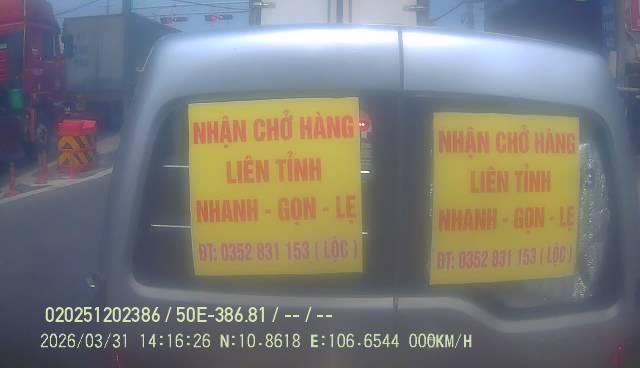 NHẬN CHỞ HÀNG
LIÊN TỈNH
NHANH - GỌN - LẸ
ĐT: 0352 831 153 ( LỘC )
NHẬN CHỞ HÀNG
LIÊN TỈNH
NHANH - GỌN - LẸ
ĐT: 0352 831 153 ( LỘC )
020251202386 / 50E-386.81 / -- / --
2026/03/31 14:16:26 N:10.8618 E:106.6544 000KM/H